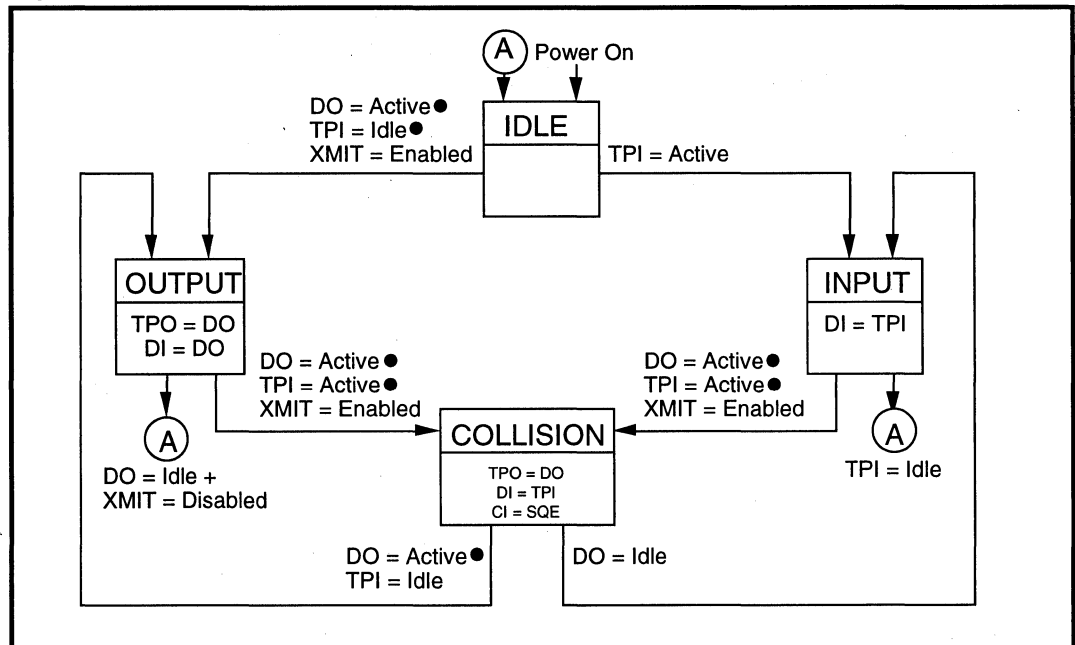 A
Power On
DO = Active●
TPI = Idle●
XMIT = Enabled
IDLE
TPI = Active
OUTPUT
TPO = DO
DI = DO
INPUT
DI = TPI
DO = Active●
TPI = Active●
XMIT = Enabled
DO = Active●
TPI = Active●
XMIT = Enabled
A
DO = Idle +
XMIT = Disabled
COLLISION
TPO = DO
DI = TPI
CI = SQE
A
TPI = Idle
DO = Active●
TPI = Idle
DO = Idle